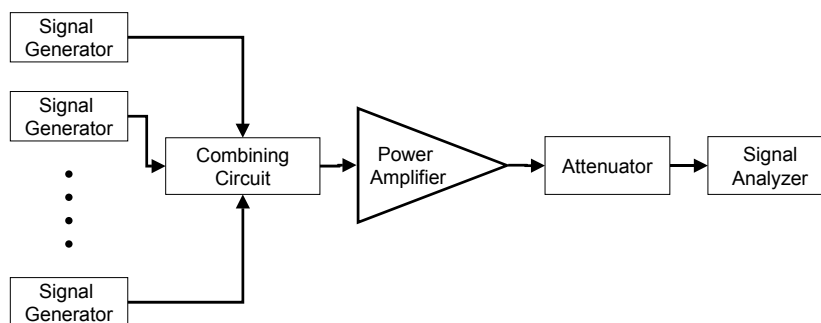 Signal
Generator
Signal
Generator
Combining
Circuit
Power
Amplifier
Attenuator
Signal
Analyzer
Signal
Generator